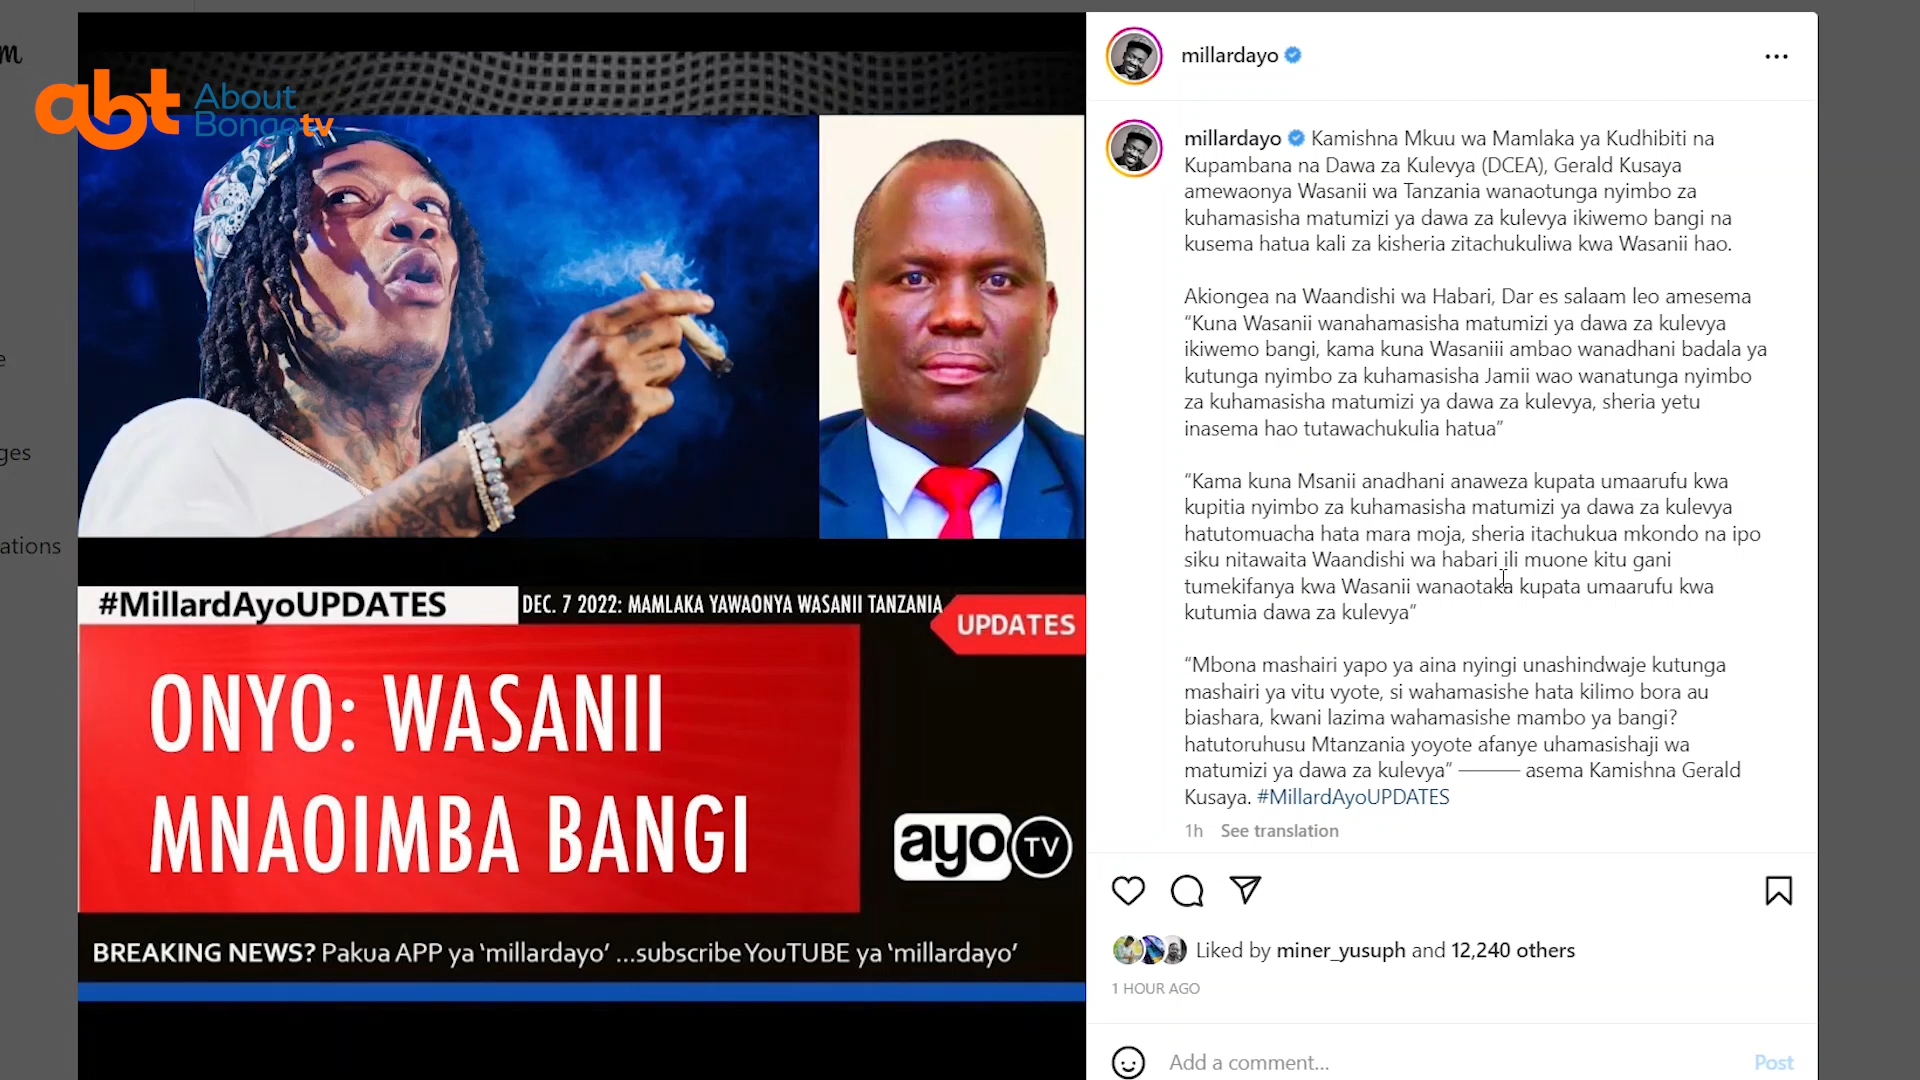 m
abt About
Bongotv
e
ges
ations
#MillardAyoUPDATES
DEC. 7 2022: MAMLAKA YAWAONYA WASANII TANZANIA
UPDATES
ONYO: WASANII
MNAOIMBA BANGI
ayo TV
BREAKING NEWS? Pakua APP ya ‘millardayo’ ...subscribe YouTUBE ya ‘millardayo’
millardayo
millardayo Kamishna Mkuu wa Mamlaka ya Kudhibiti na
Kupambana na Dawa za Kulevya (DCEA), Gerald Kusaya
amewaonya Wasanii wa Tanzania wanaotunga nyimbo za
kuhamasisha matumizi ya dawa za kulevya ikiwemo bangi na
kusema hatua kali za kisheria zitachukuliwa kwa Wasanii hao.
Akiongea na Waandishi wa Habari, Dar es salaam leo amesema
“Kuna Wasanii wanahamasisha matumizi ya dawa za kulevya
ikiwemo bangi, kama kuna Wasaniii ambao wanadhani badala ya
kutunga nyimbo za kuhamasisha Jamii wao wanatunga nyimbo
za kuhamasisha matumizi ya dawa za kulevya, sheria yetu
inasema hao tutawachukulia hatua”
“Kama kuna Msanii anadhani anaweza kupata umaarufu kwa
kupitia nyimbo za kuhamasisha matumizi ya dawa za kulevya
hatutomuacha hata mara moja, sheria itachukua mkondo na ipo
siku nitawaita Waandishi wa habari ili muone kitu gani
tumekifanya kwa Wasanii wanaotaka kupata umaarufu kwa
kutumia dawa za kulevya”
“Mbona mashairi yapo ya aina nyingi unashindwaje kutunga
mashairi ya vitu vyote, si wahamasishe hata kilimo bora au
biashara, kwani lazima wahamasishe mambo ya bangi?
hatutoruhusu Mtanzania yoyote afanye uhamasishaji wa
matumizi ya dawa za kulevya” ——— asema Kamishna Gerald
Kusaya. #MillardAyoUPDATES
1h See translation
Liked by miner_yusuph and 12,240 others
1 HOUR AGO
Add a comment...
Post